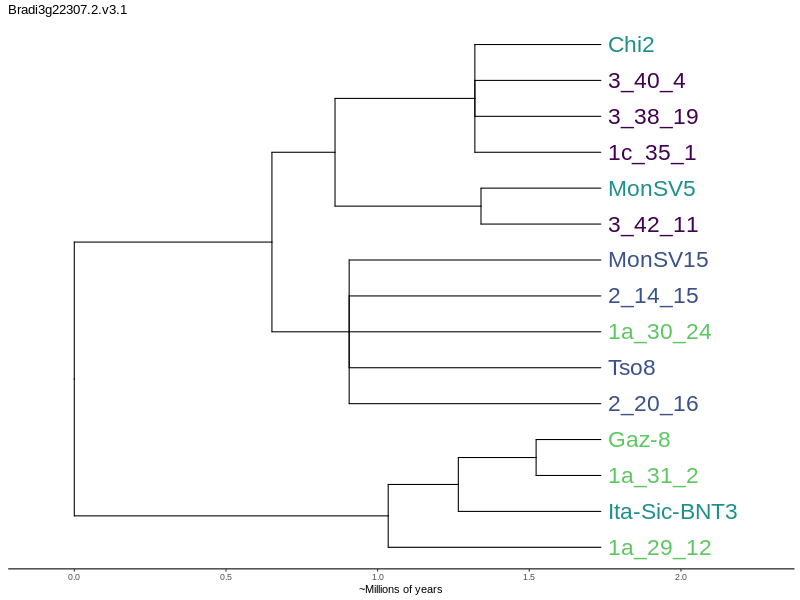 Bradi3g22307.2.v3.1
Chi2
3_40_4
3_38_19
1c_35_1
MonSV5
3_42_11
MonSV15
2_14_15
1a_30_24
Tso8
2_20_16
Gaz-8
1a_31_2
Ita-Sic-BNT3
1a_29_12
0.0 0.5 1.0 1.5 2.0
~Millions of years